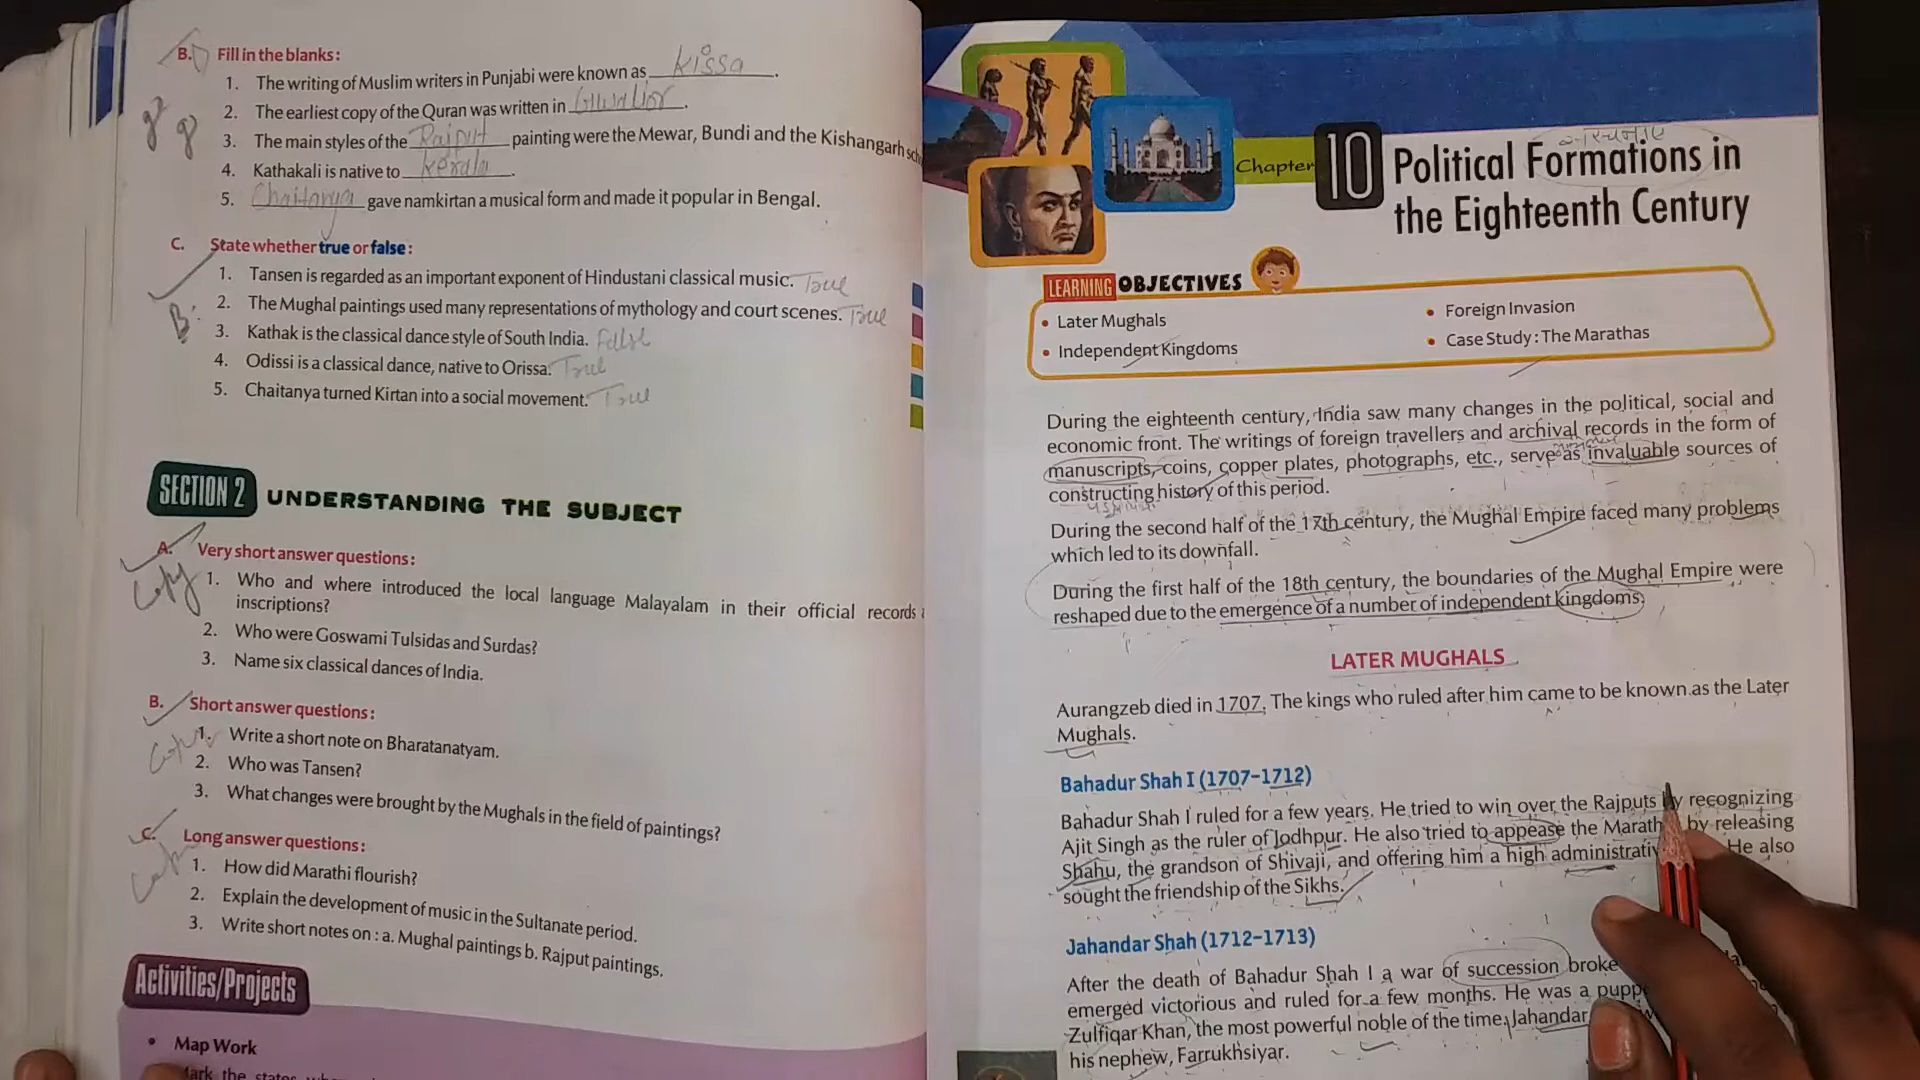 B. Fill in the blanks :
1. The writing of Muslim writers in Punjabi were known as Kissa.
2. The earliest copy of the Quran was written in Gwalior.
3. The main styles of the Rajput painting were the Mewar, Bundi and the Kishangarh
4. Kathakali is native to Kerala.
5. Chaitanya gave namkirtan a musical form and made it popular in Bengal.
C. State whether true or false :
1. Tansen is regarded as an important exponent of Hindustani classical music. True
2. The Mughal paintings used many representations of mythology and court scenes. True
3. Kathak is the classical dance style of South India. False
4. Odissi is a classical dance, native to Orissa. True
5. Chaitanya turned Kirtan into a social movement. True
SECTION 2 UNDERSTANDING THE SUBJECT
A. Very short answer questions :
Copy
1. Who and where introduced the local language Malayalam in their official records
inscriptions?
2. Who were Goswami Tulsidas and Surdas?
3. Name six classical dances of India.
B. Short answer questions :
1. Write a short note on Bharatanatyam.
2. Who was Tansen?
3. What changes were brought by the Mughals in the field of paintings?
C. Long answer questions :
1. How did Marathi flourish?
2. Explain the development of music in the Sultanate period.
3. Write short notes on : a. Mughal paintings b. Rajput paintings.
Activities/Projects
• Map Work
the states
Chapter 10 Political Formations in
the Eighteenth Century
LEARNING OBJECTIVES
• Later Mughals
• Independent Kingdoms
• Foreign Invasion
• Case Study : The Marathas
During the eighteenth century, India saw many changes in the political, social and
economic front. The writings of foreign travellers and archival records in the form of
manuscripts, coins, copper plates, photographs, etc., serve as invaluable sources of
constructing history of this period.
During the second half of the 17th century, the Mughal Empire faced many problems
which led to its downfall.
During the first half of the 18th century, the boundaries of the Mughal Empire were
reshaped due to the emergence of a number of independent kingdoms.
LATER MUGHALS
Aurangzeb died in 1707. The kings who ruled after him came to be known as the Later
Mughals.
Bahadur Shah I (1707–1712)
Bahadur Shah I ruled for a few years. He tried to win over the Rajputs by recognizing
Ajit Singh as the ruler of Jodhpur. He also tried to appease the by releasing
Shahu, the grandson of Shivaji, and offering him a high He also
sought the friendship of the Sikhs.
Jahandar Shah (1712–1713)
After the death of Bahadur Shah I a war of succession
emerged victorious and ruled for a few months. He was a
Zulfiqar Khan, the most powerful noble of the time. Jahandar
his nephew, Farrukhsiyar.